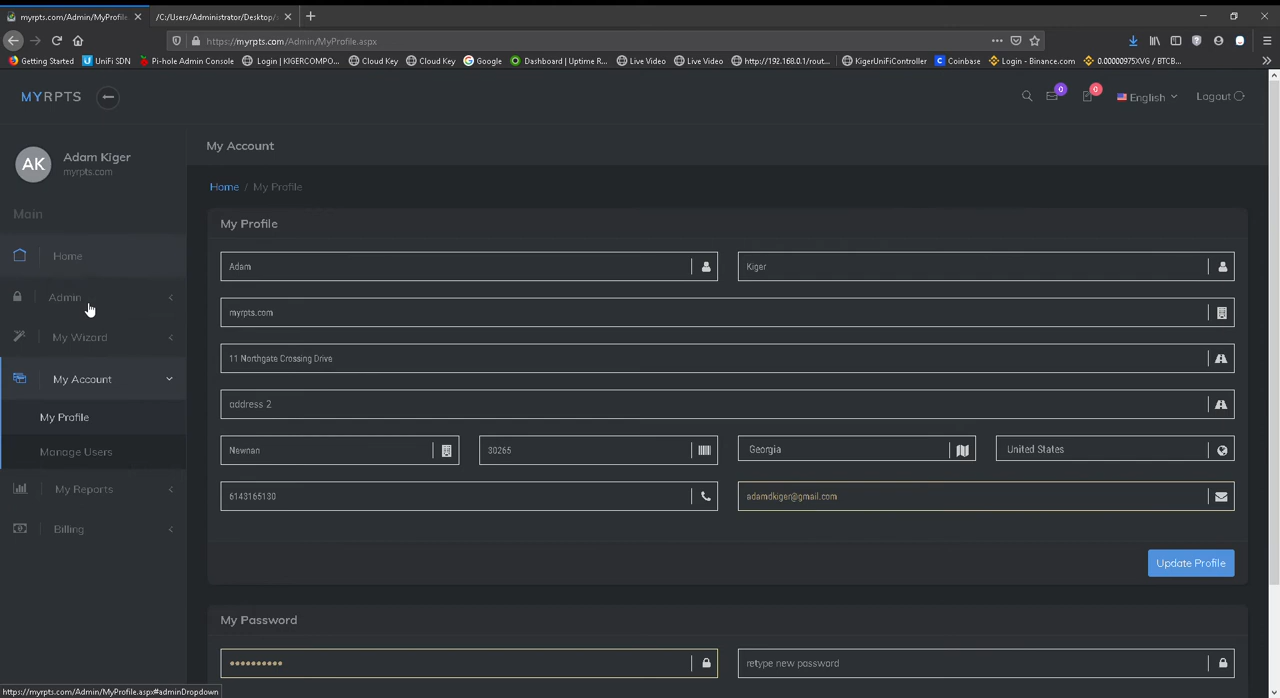 myrpts.com/Admin/MyProfile.aspx
/C:/Users/Administrator/Desktop/
https://myrpts.com/Admin/MyProfile.aspx
Getting Started
UniFi SDN
Pi-hole Admin Console
Login | KIGERCOMPO...
Cloud Key
Cloud Key
Google
Dashboard | Uptime R...
Live Video
Live Video
http://192.168.0.1/rout...
KigerUniFiController
Coinbase
Login - Binance.com
0.00000975XVG / BTCB...
MYRPTS
0
0
English
Logout
AK
Adam Kiger
myrpts.com
My Account
Main
Home / My Profile
Home
Admin
My Wizard
My Account
My Profile
Manage Users
My Reports
Billing
My Profile
Adam
Kiger
myrpts.com
11 Northgate Crossing Drive
address 2
Newnan
30265
Georgia
United States
6143165130
adamdkiger@gmail.com
Update Profile
My Password
••••••••••
retype new password
https://myrpts.com/Admin/MyProfile.aspx#adminDropdown